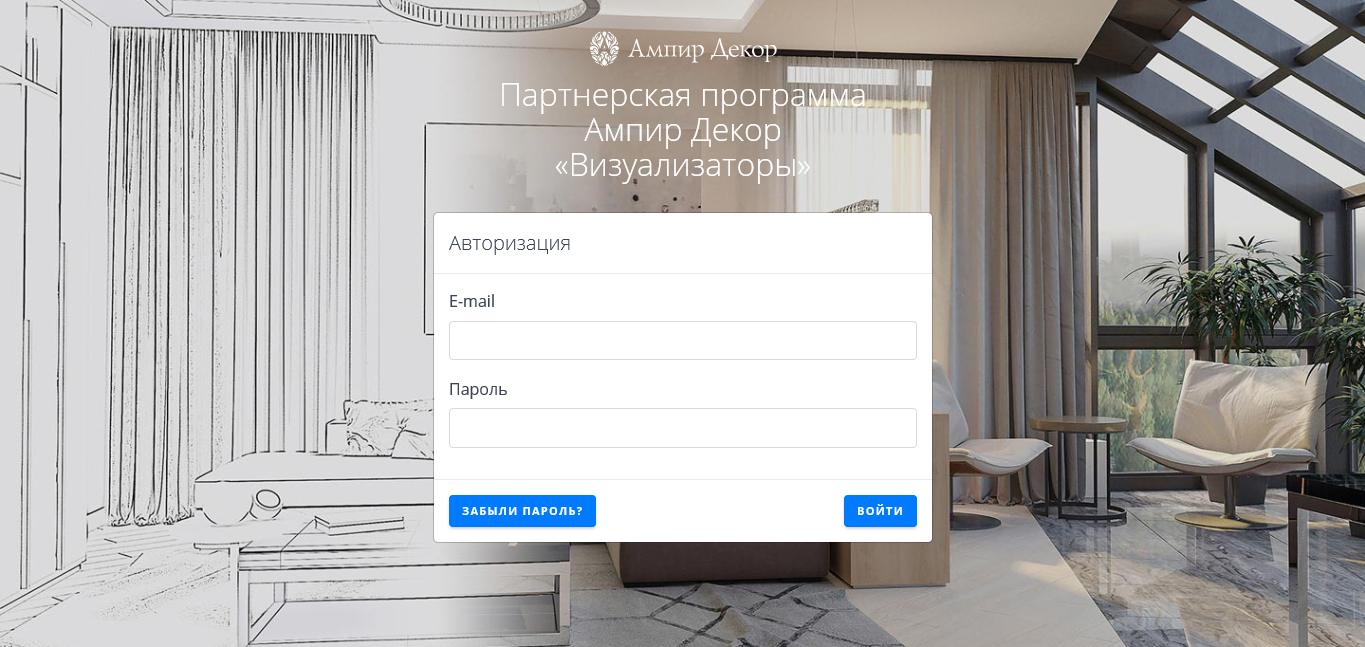 Ампир Декор
Партнерская программа
Ампир Декор
«Визуализаторы»
Авторизация
E-mail
Пароль
ЗАБЫЛИ ПАРОЛЬ?
ВОЙТИ